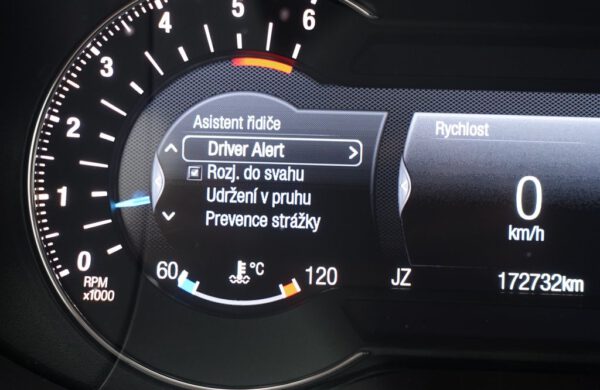 6
5
4
3
2
1
0
RPM
x1000
Asistent řidiče
Driver Alert
Rozj. do svahu
Udržení v pruhu
Prevence strážky
60
°C
120
Rychlost
0
km/h
JZ
172732km